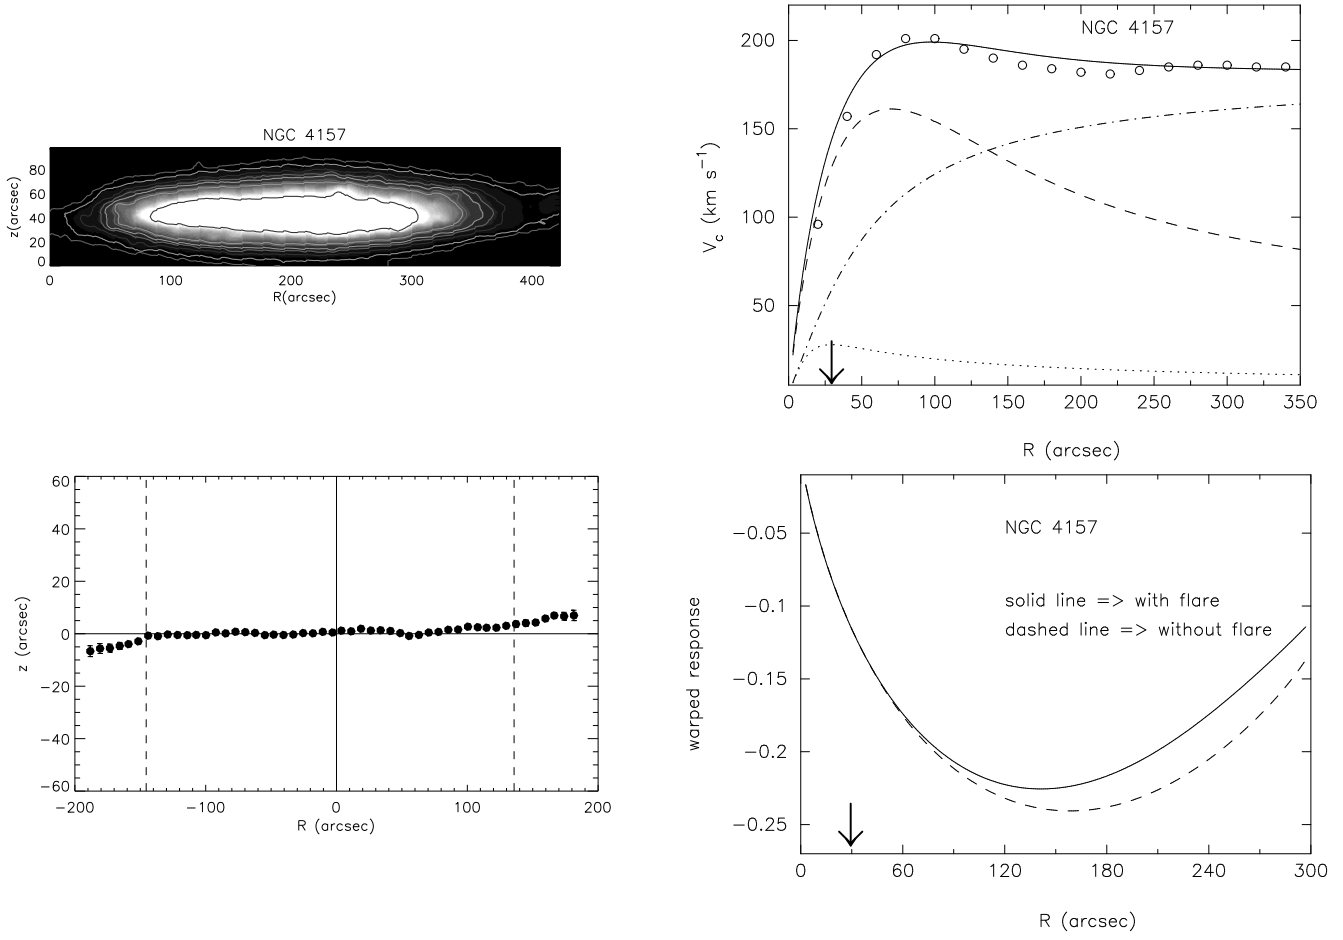 NGC 4157
z(arcsec)
80
60
40
20
0
0 100 200 300 400
R(arcsec)
NGC 4157
V_c (km s^-1)
200
150
100
50
0 50 100 150 200 250 300 350
R (arcsec)
z (arcsec)
60
40
20
0
−20
−40
−60
−200 −100 0 100 200
R (arcsec)
warped response
NGC 4157
solid line => with flare
dashed line => without flare
−0.05
−0.1
−0.15
−0.2
−0.25
0 60 120 180 240 300
R (arcsec)